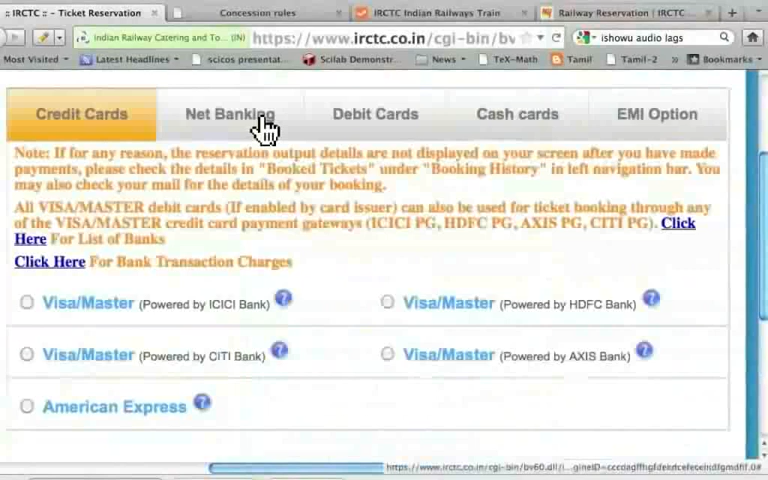 :: IRCTC :: - Ticket Reservation
Concession rules
IRCTC Indian Railways Train
Railway Reservation | IRCTC...
Indian Railway Catering and To... (IN)
https://www.irctc.co.in/cgi-bin/bv
ishowu audio lags
Most Visited
Latest Headlines
scicos presentat...
Scilab Demonstr...
News
TeX-Math
Tamil
Tamil-2
»
Bookmarks
Credit Cards
Net Banking
Debit Cards
Cash cards
EMI Option
Note: If for any reason, the reservation output details are not displayed on your screen after you have made
payments, please check the details in "Booked Tickets" under "Booking History" in left navigation bar. You
may also check your mail for the details of your booking.
All VISA/MASTER debit cards (If enabled by card issuer) can also be used for ticket booking through any
of the VISA/MASTER credit card payment gateways (ICICI PG, HDFC PG, AXIS PG, CITI PG). Click
Here For List of Banks
Click Here For Bank Transaction Charges
Visa/Master (Powered by ICICI Bank) ?
Visa/Master (Powered by HDFC Bank) ?
Visa/Master (Powered by CITI Bank) ?
Visa/Master (Powered by AXIS Bank) ?
American Express ?
https://www.irctc.co.in/cgi-bin/bv60.dll/i